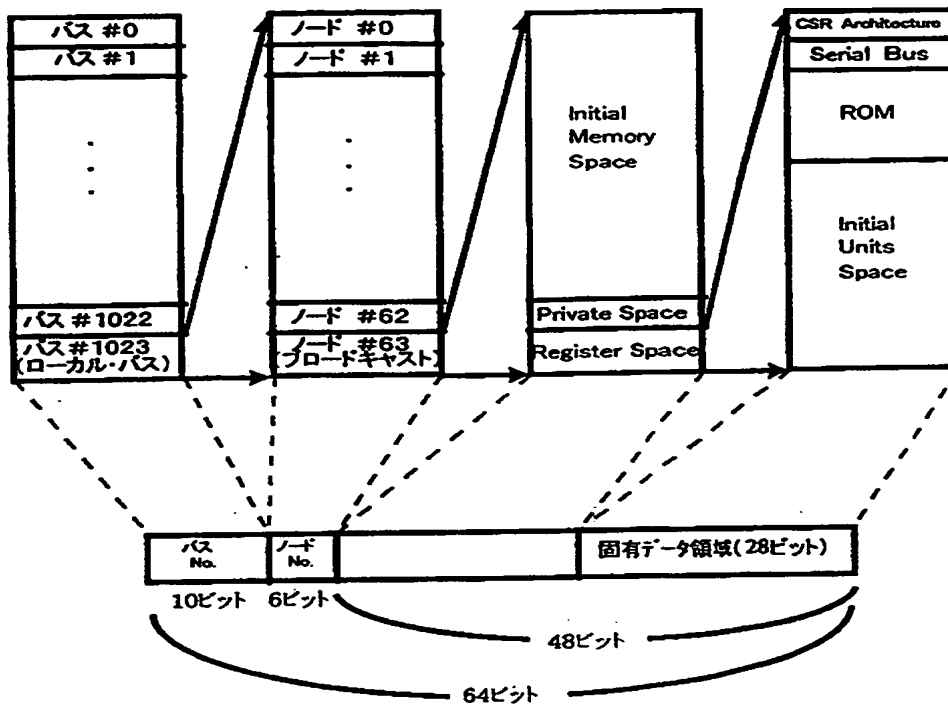 バス #0
バス #1
バス #1022
バス#1023
(ローカル・バス)
ノード #0
ノード #1
ノード #62
ノード #63
(ブロードキャスト)
Initial
Memory
Space
Private Space
Register Space
CSR Architecture
Serial Bus
ROM
Initial
Units
Space
バス
No.
ノード
No.
固有データ領域(28ビット)
10ビット
6ビット
48ビット
64ビット